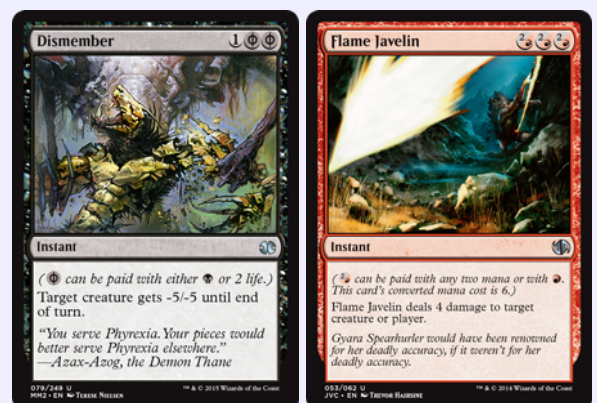 Dismember 1
Instant
( can be paid with either or 2 life.)
Target creature gets -5/-5 until end
of turn.
"You serve Phyrexia. Your pieces would
better serve Phyrexia elsewhere."
—Azax-Azog, the Demon Thane
079/249 U
MM2 • EN Terese Nielsen
™ & © 2015 Wizards of the Coast
Flame Javelin 2 2 2
Instant
( can be paid with any two mana or with .
This card's converted mana cost is 6.)
Flame Javelin deals 4 damage to target
creature or player.
Gyara Spearhurler would have been renowned
for her deadly accuracy, if it weren't for her
deadly accuracy.
053/062 U
JVC • EN Trevor Hairsine
™ & © 2014 Wizards of the Coast